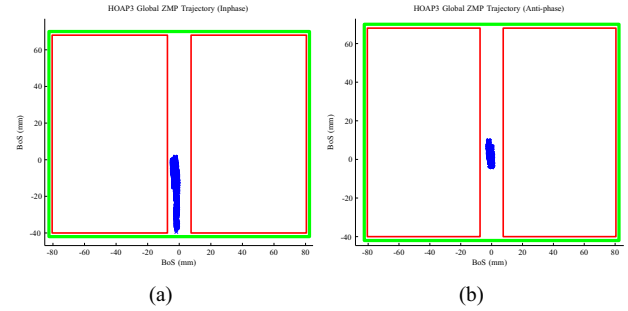 HOAP3 Global ZMP Trajectory (Inphase)
60
40
20
0
-20
-40
BoS (mm)
-80 -60 -40 -20 0 20 40 60 80
BoS (mm)
(a)
HOAP3 Global ZMP Trajectory (Anti-phase)
60
40
20
0
-20
-40
BoS (mm)
-80 -60 -40 -20 0 20 40 60 80
BoS (mm)
(b)